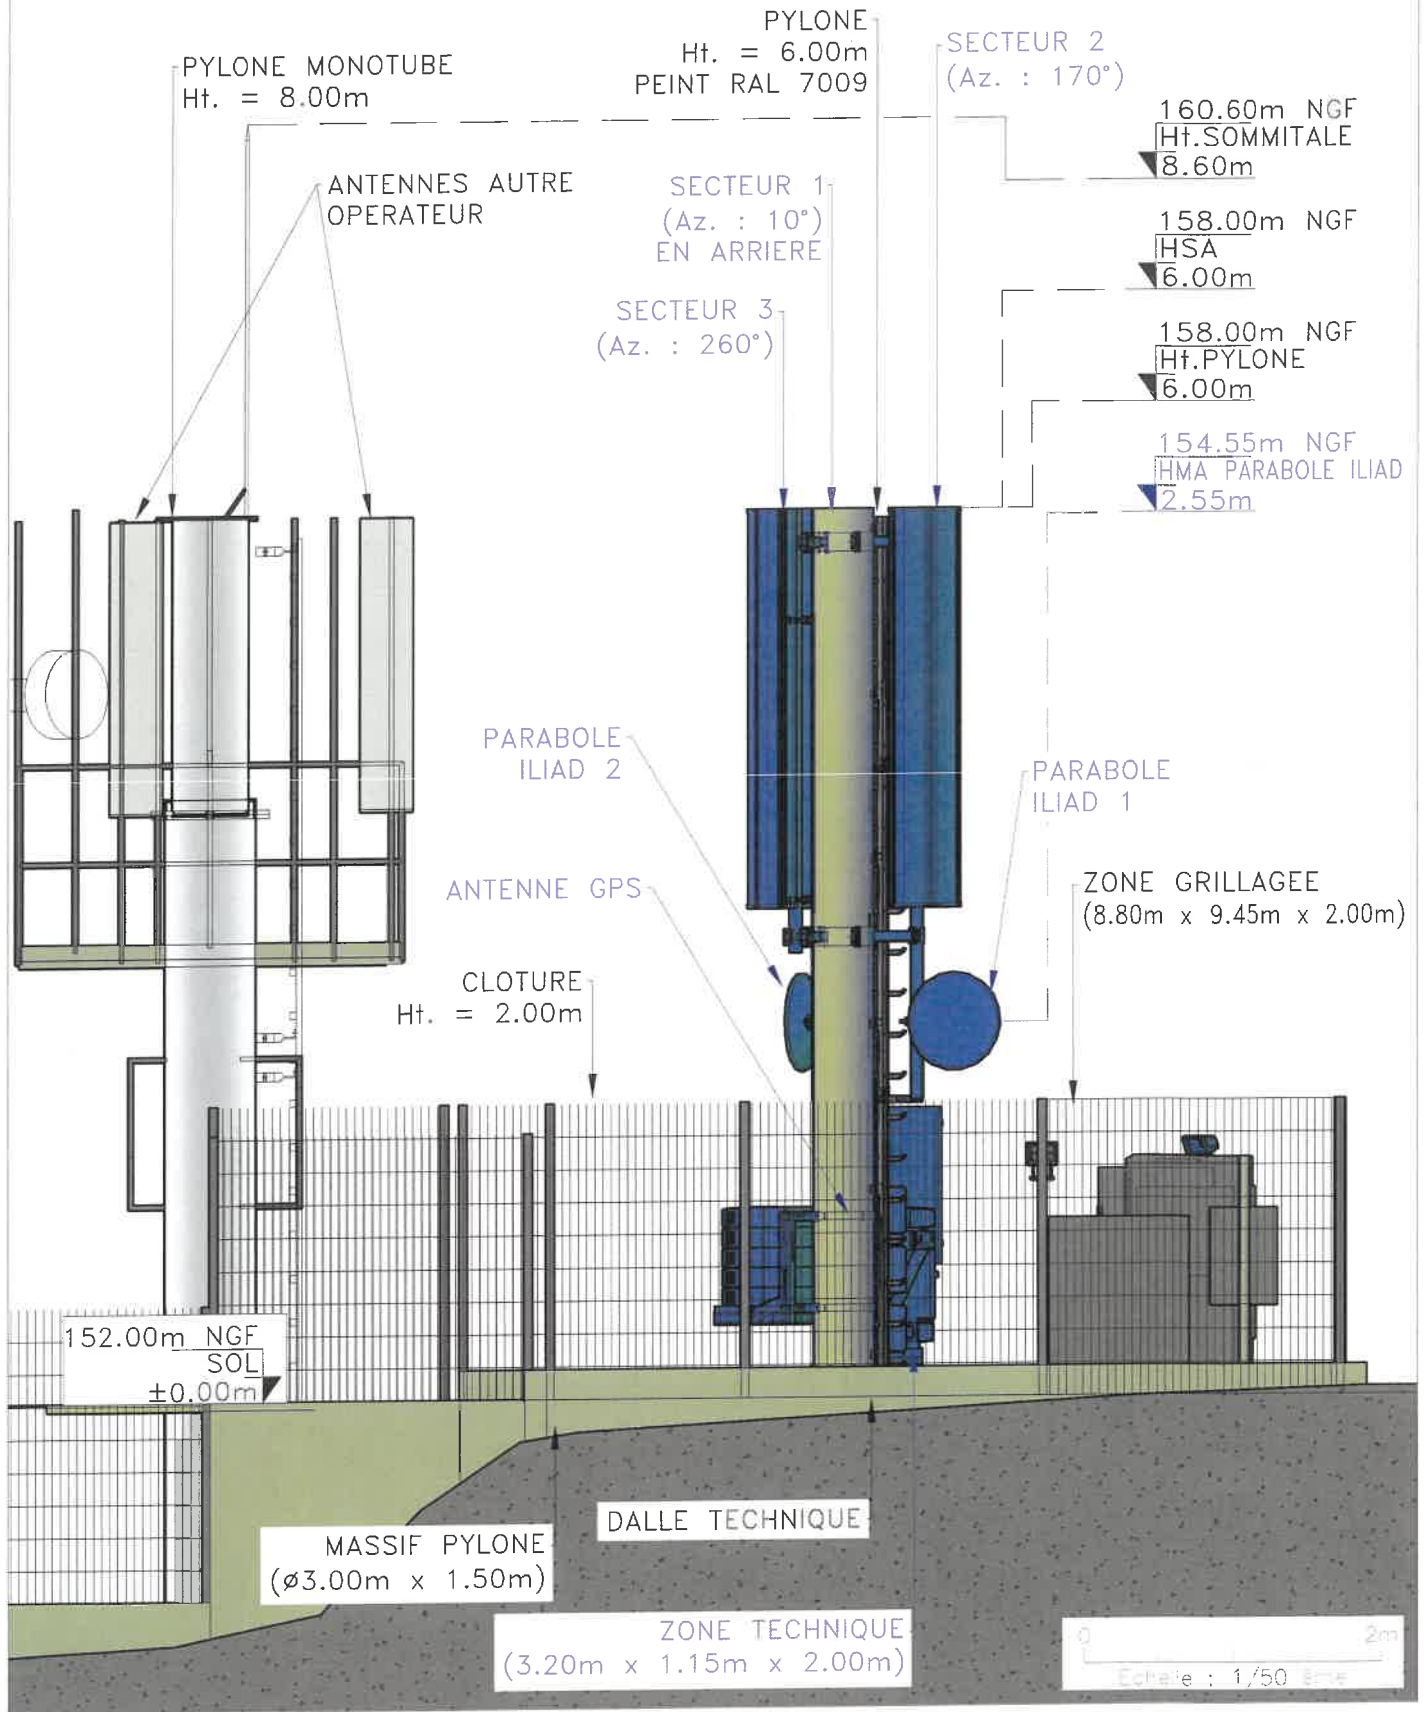 PYLONE
Ht. = 6.00m
PEINT RAL 7009
SECTEUR 2
(Az. : 170°)
PYLONE MONOTUBE
Ht. = 8.00m
160.60m NGF
Ht.SOMMITALE
8.60m
ANTENNES AUTRE
OPERATEUR
SECTEUR 1
(Az. : 10°)
EN ARRIERE
158.00m NGF
HSA
6.00m
SECTEUR 3
(Az. : 260°)
158.00m NGF
Ht.PYLONE
6.00m
154.55m NGF
HMA PARABOLE ILIAD
2.55m
PARABOLE
ILIAD 2
PARABOLE
ILIAD 1
ANTENNE GPS
ZONE GRILLAGEE
(8.80m x 9.45m x 2.00m)
CLOTURE
Ht. = 2.00m
152.00m NGF
SOL
±0.00m
DALLE TECHNIQUE
MASSIF PYLONE
(ø3.00m x 1.50m)
ZONE TECHNIQUE
(3.20m x 1.15m x 2.00m)
0 2m
Echelle : 1/50 ème